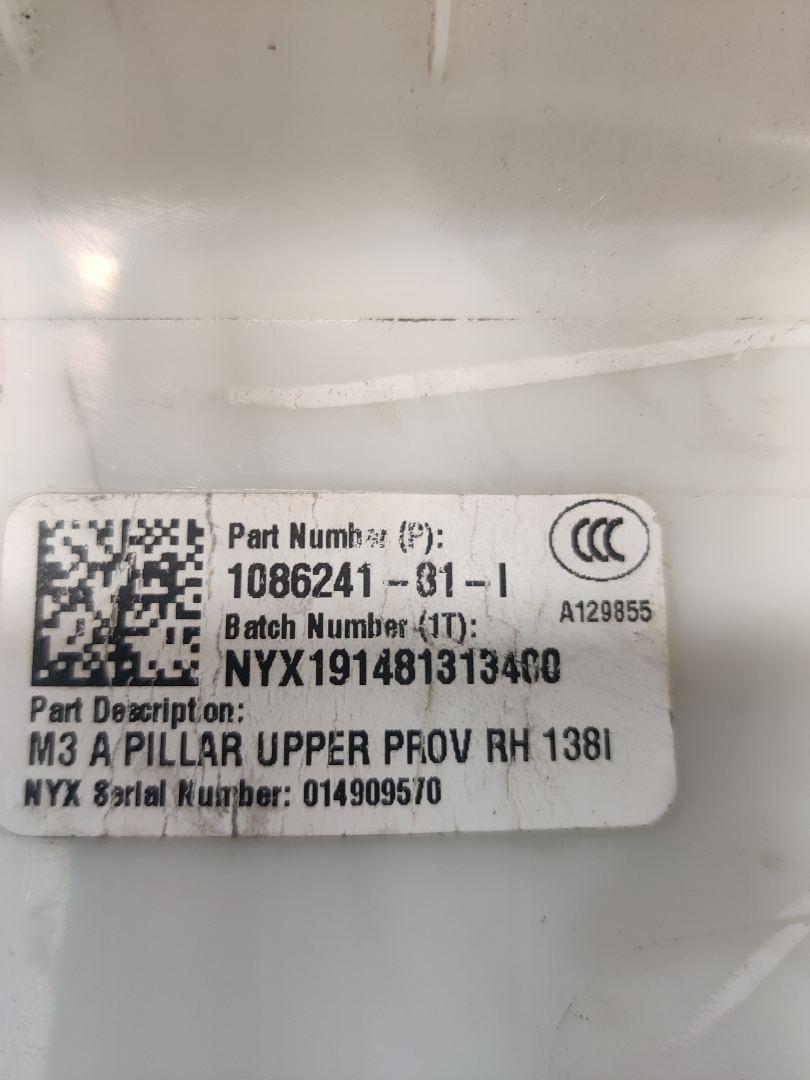 Part Number (P):
1086241-81-I
CCC
A129855
Batch Number (1T):
NYX191481313400
Part Description:
M3 A PILLAR UPPER PROV RH 138I
NYX Serial Number: 014909570